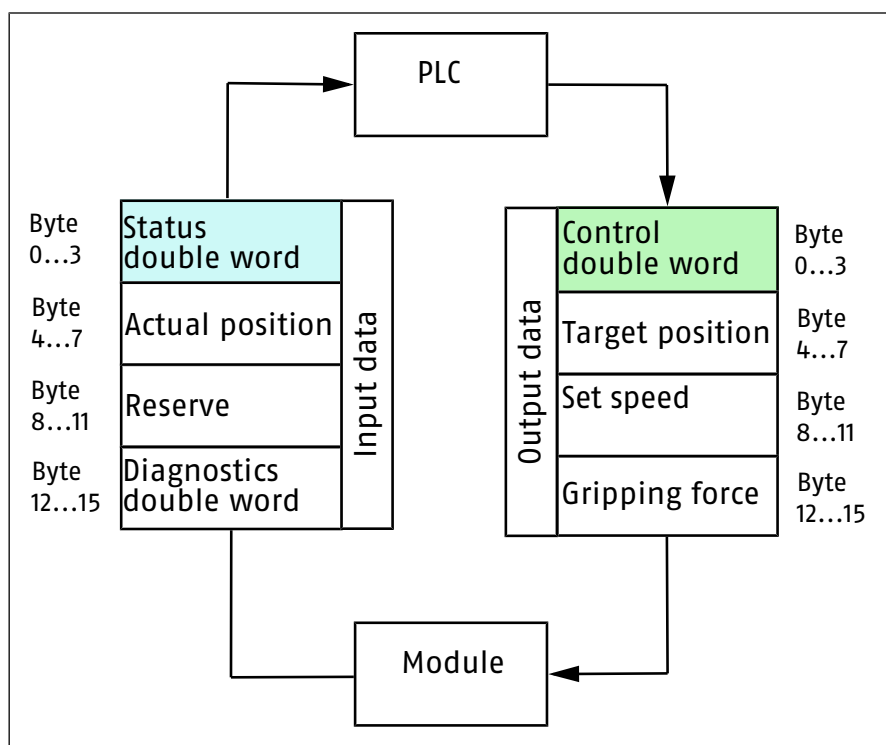 PLC
Byte
0...3
Status
double word
Byte
4...7
Actual position
Byte
8...11
Reserve
Byte
12...15
Diagnostics
double word
Input data
Output data
Control
double word
Byte
0...3
Target position
Byte
4...7
Set speed
Byte
8...11
Gripping force
Byte
12...15
Module